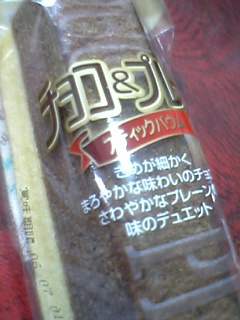 チョコ&プレ
スティックバウム
きめが細かく
まろやかな味わいのチョ
さわやかなプレーン
味のデュエット